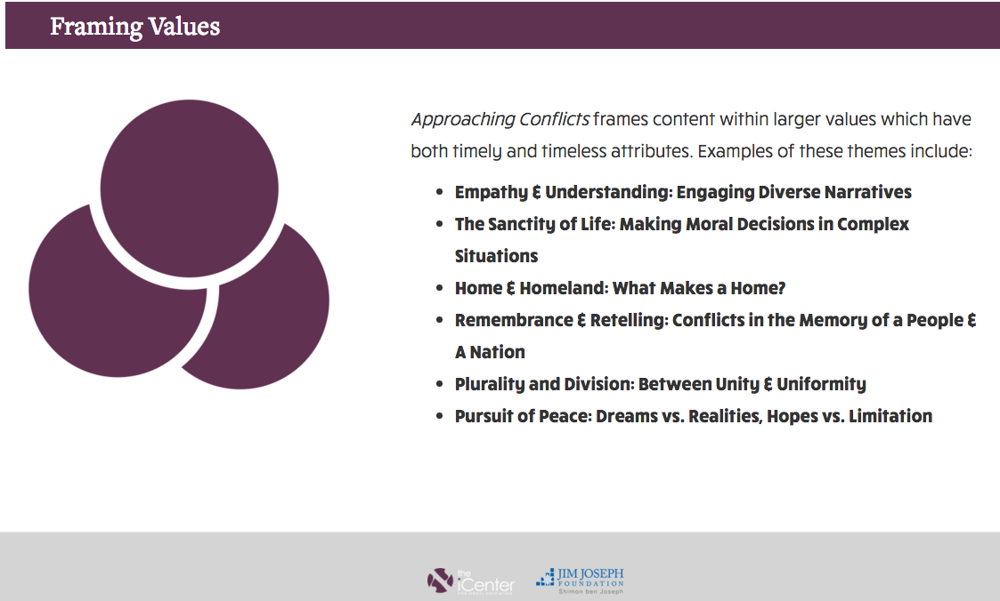 Framing Values
Approaching Conflicts frames content within larger values which have
both timely and timeless attributes. Examples of these themes include:
• Empathy & Understanding: Engaging Diverse Narratives
• The Sanctity of Life: Making Moral Decisions in Complex
Situations
• Home & Homeland: What Makes a Home?
• Remembrance & Retelling: Conflicts in the Memory of a People &
A Nation
• Plurality and Division: Between Unity & Uniformity
• Pursuit of Peace: Dreams vs. Realities, Hopes vs. Limitation
the
iCenter
JIM JOSEPH
FOUNDATION
Shimon ben Joseph